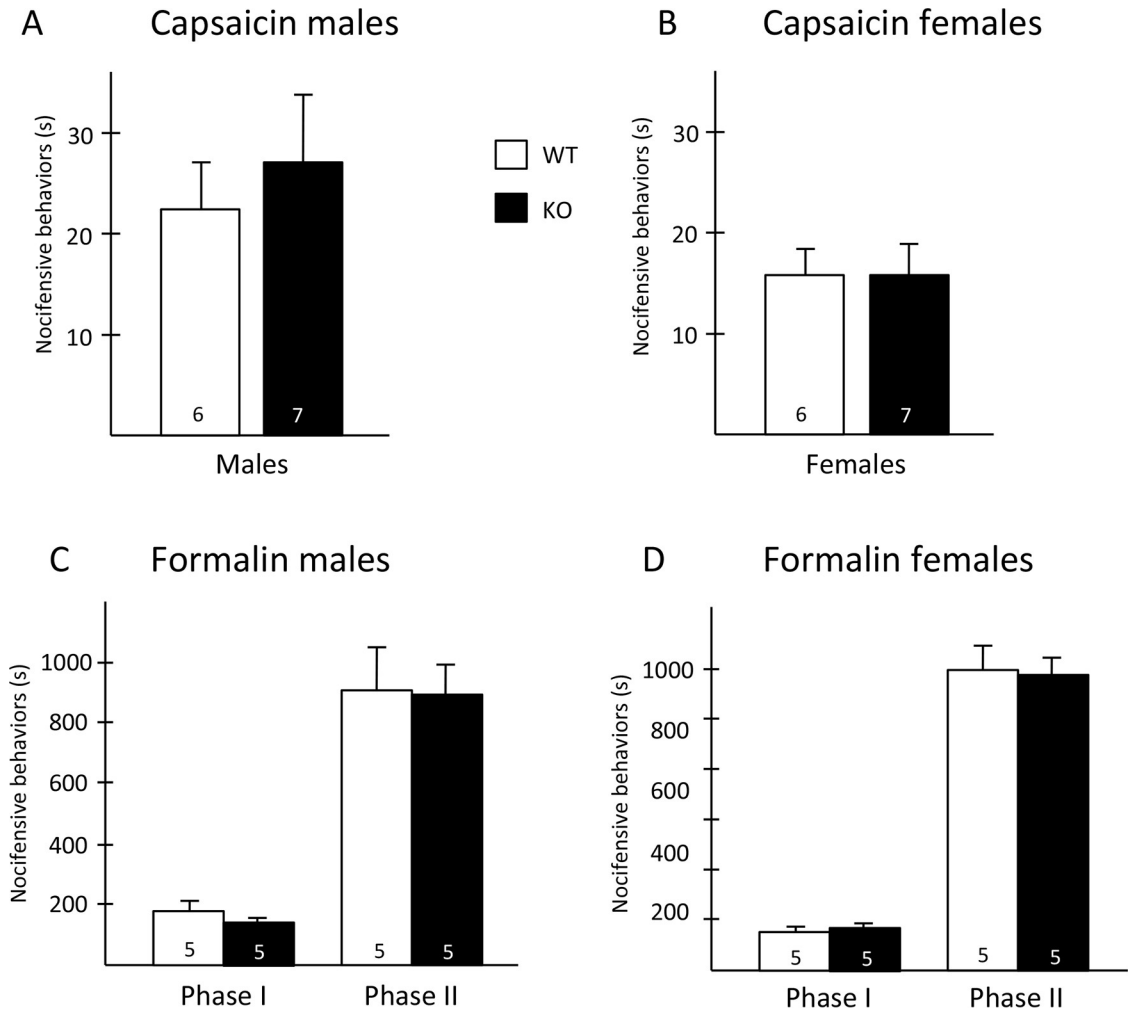 A Capsaicin males
Nocifensive behaviors (s)
30
20
10
6 7
Males
WT
KO
B Capsaicin females
Nocifensive behaviors (s)
30
20
10
6 7
Females
C Formalin males
Nocifensive behaviors (s)
1000
800
600
400
200
5 5 5 5
Phase I Phase II
D Formalin females
Nocifensive behaviors (s)
1000
800
600
400
200
5 5 5 5
Phase I Phase II